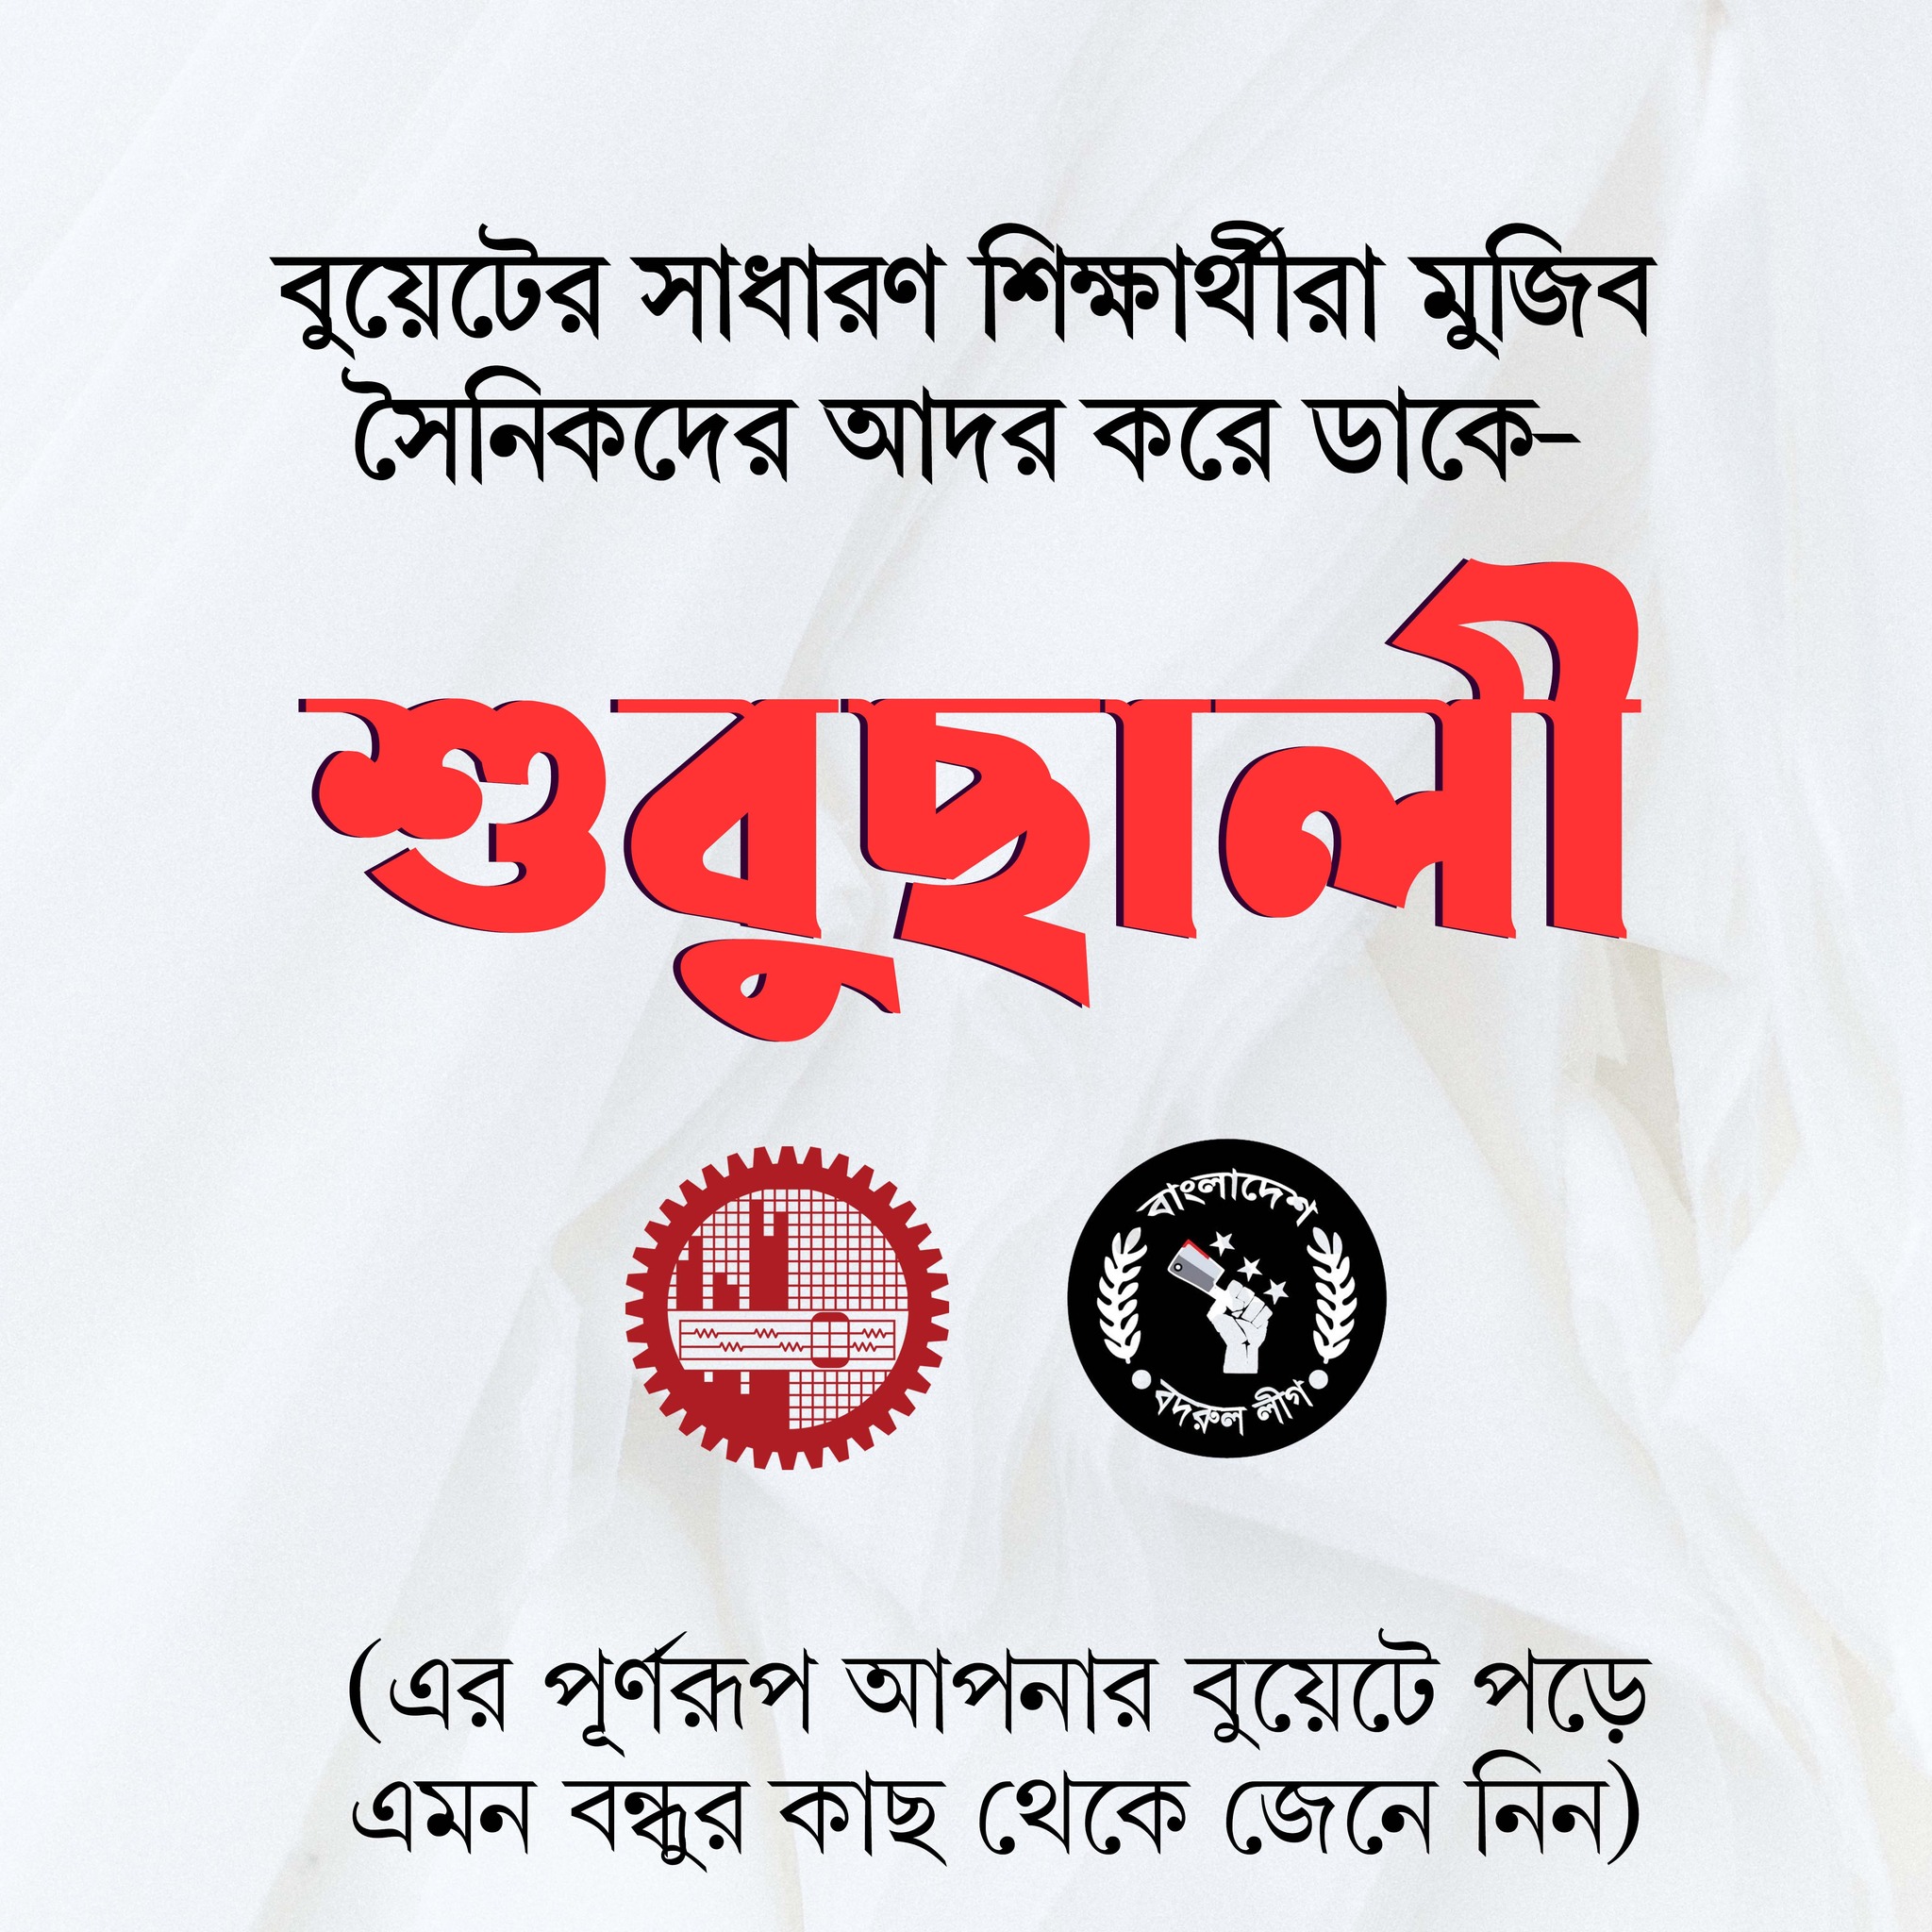 বুয়েটের সাধারণ শিক্ষার্থীরা মুজিব
সৈনিকদের আদর করে ডাকে–
শুবুছালী
বাংলাদেশ
বদরুল লীগ
(এর পূর্ণরূপ আপনার বুয়েটে পড়ে
এমন বন্ধুর কাছ থেকে জেনে নিন)